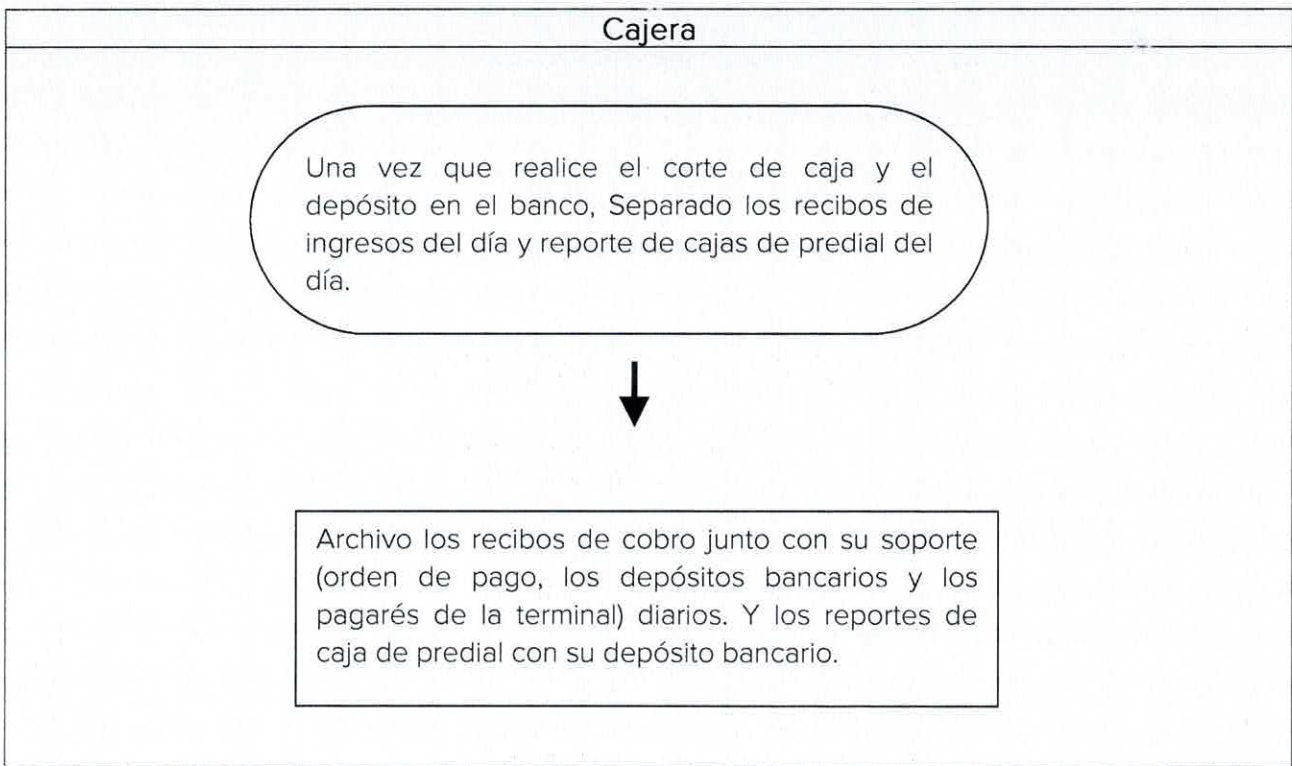 Cajera
Una vez que realice el corte de caja y el
depósito en el banco, Separado los recibos de
ingresos del día y reporte de cajas de predial del
día.
Archivo los recibos de cobro junto con su soporte
(orden de pago, los depósitos bancarios y los
pagarés de la terminal) diarios. Y los reportes de
caja de predial con su depósito bancario.